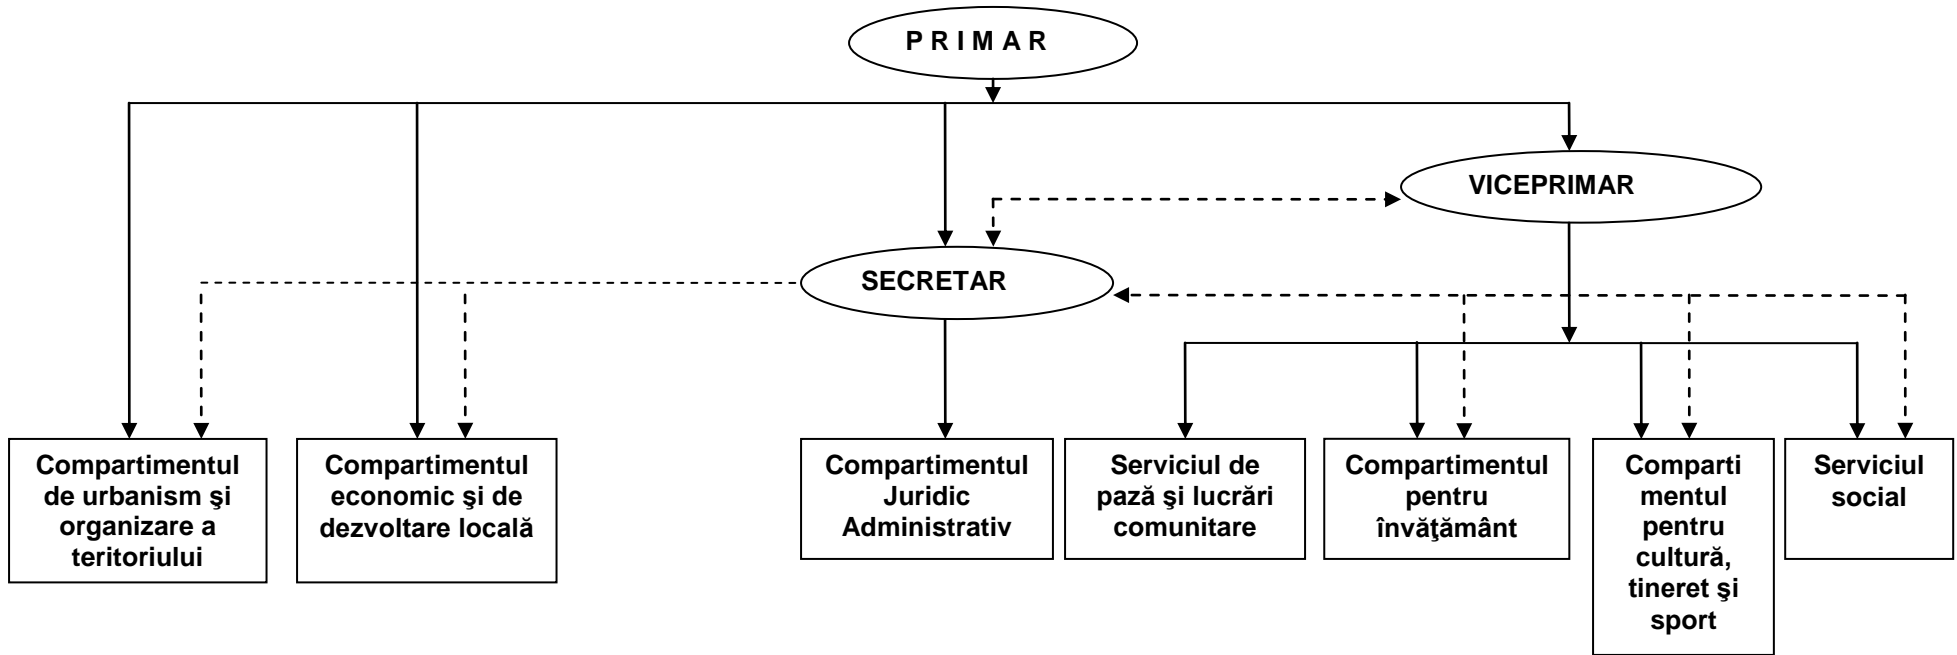 P R I M A R
VICEPRIMAR
SECRETAR
Compartimentul
de urbanism şi
organizare a
teritoriului
Compartimentul
economic şi de
dezvoltare locală
Compartimentul
Juridic
Administrativ
Serviciul de
pază şi lucrări
comunitare
Compartimentul
pentru
învăţământ
Comparti
mentul
pentru
cultură,
tineret şi
sport
Serviciul
social